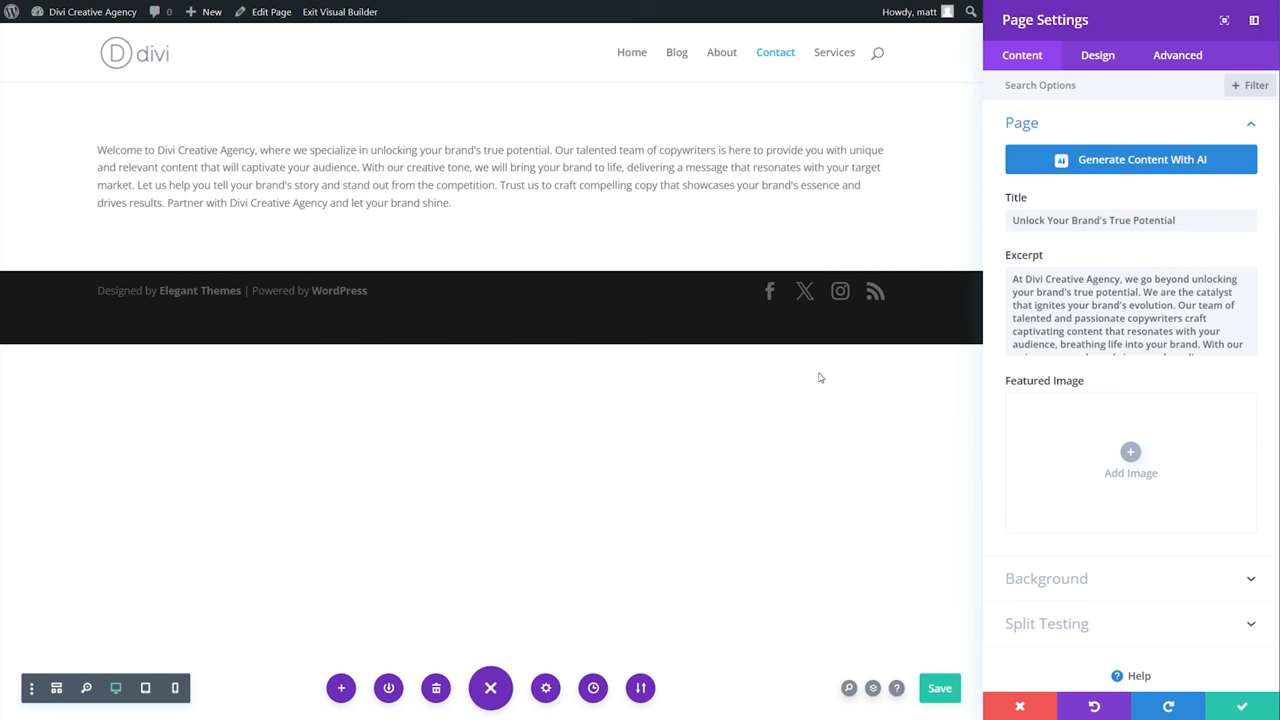 Divi Creative Agency 0 New Edit Page Exit Visual Builder Howdy, matt
Page Settings
D divi
Home Blog About Contact Services
Content Design Advanced
Search Options
+ Filter
Page
AI Generate Content With AI
Title
Unlock Your Brand's True Potential
Excerpt
At Divi Creative Agency, we go beyond unlocking
your brand's true potential. We are the catalyst
that ignites your brand's evolution. Our team of
talented and passionate copywriters craft
captivating content that resonates with your
audience, breathing life into your brand. With our
Featured Image
Add Image
Background
Split Testing
Help
Welcome to Divi Creative Agency, where we specialize in unlocking your brand's true potential. Our talented team of copywriters is here to provide you with unique
and relevant content that will captivate your audience. With our creative tone, we will bring your brand to life, delivering a message that resonates with your target
market. Let us help you tell your brand's story and stand out from the competition. Trust us to craft compelling copy that showcases your brand's essence and
drives results. Partner with Divi Creative Agency and let your brand shine.
Designed by Elegant Themes | Powered by WordPress
Save